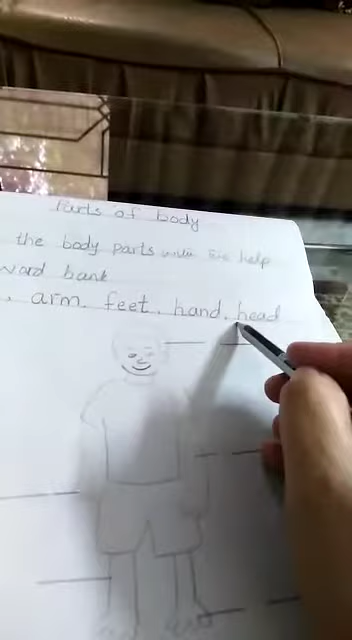 Parts of body
the body parts with the help
word bank
, arm, feet, hand, head